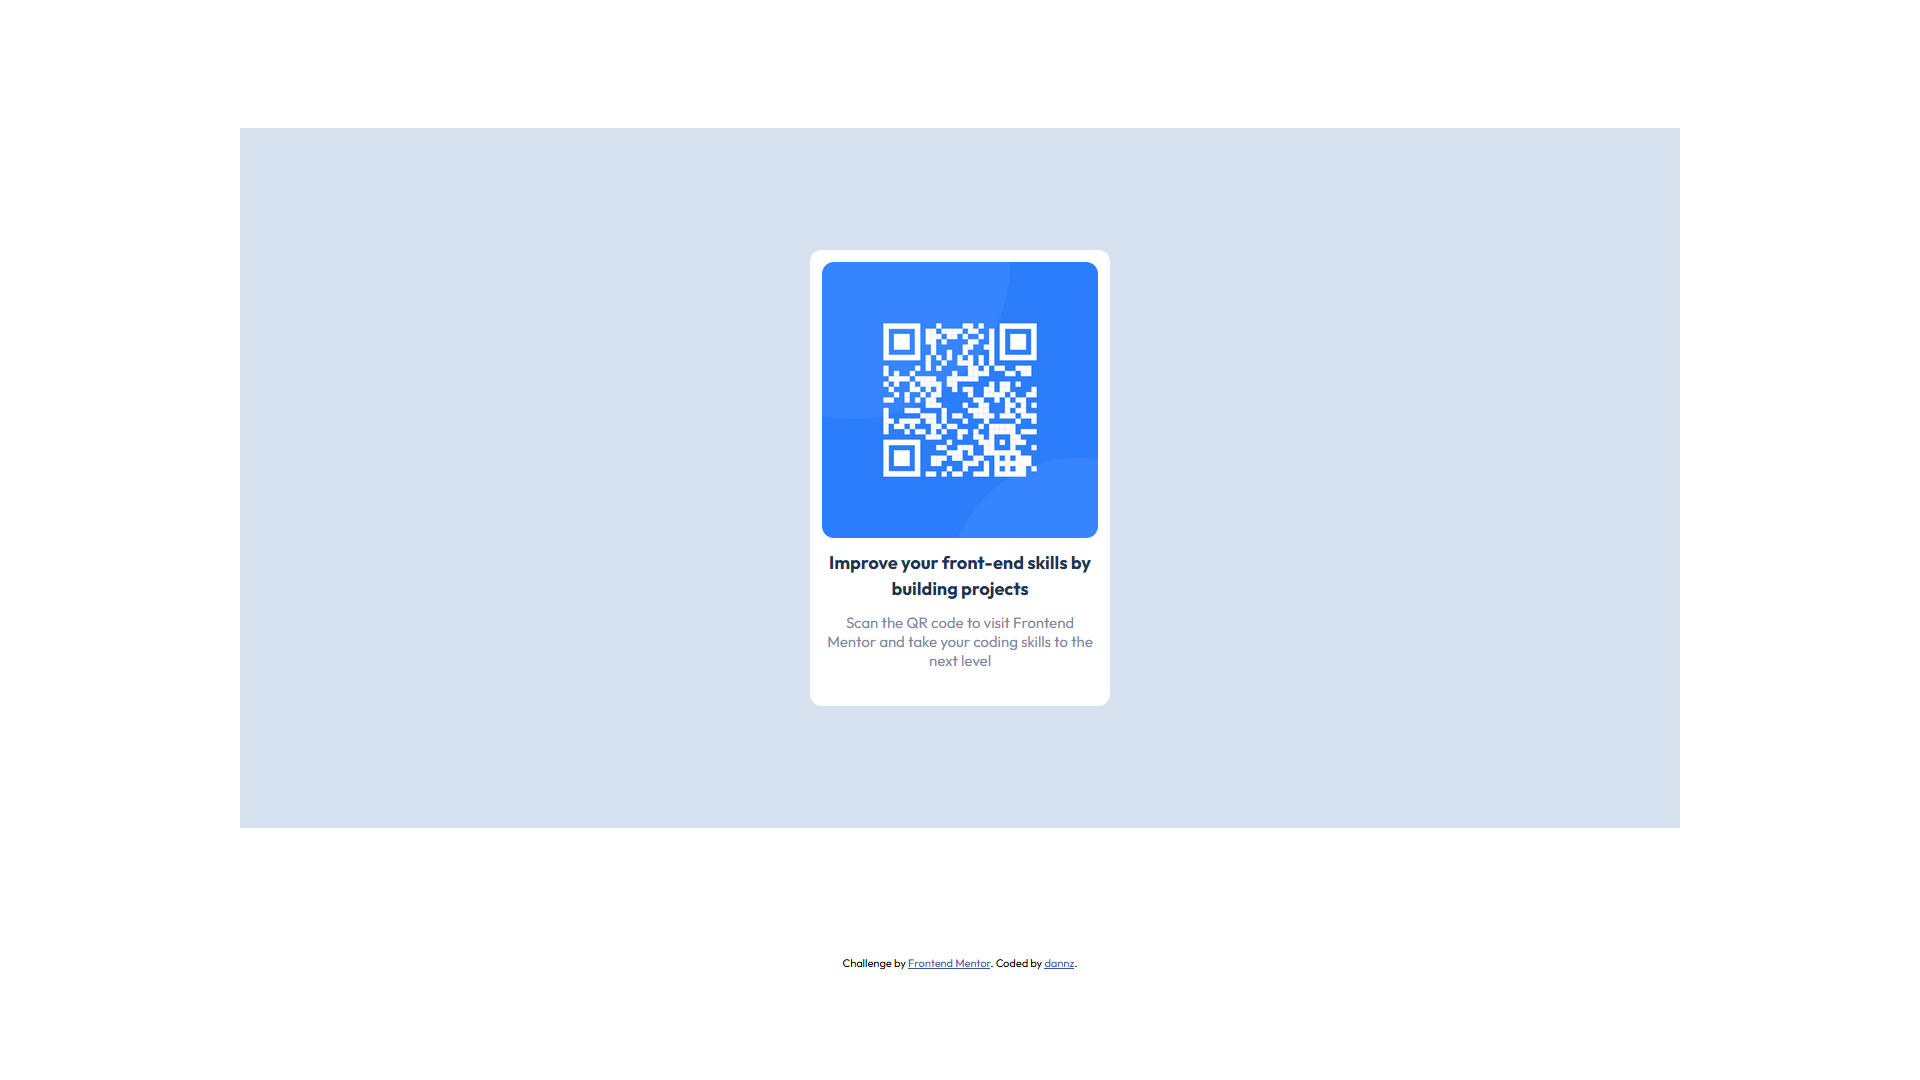 Improve your front-end skills by
building projects
Scan the QR code to visit Frontend
Mentor and take your coding skills to the
next level
Challenge by Frontend Mentor. Coded by dannz.